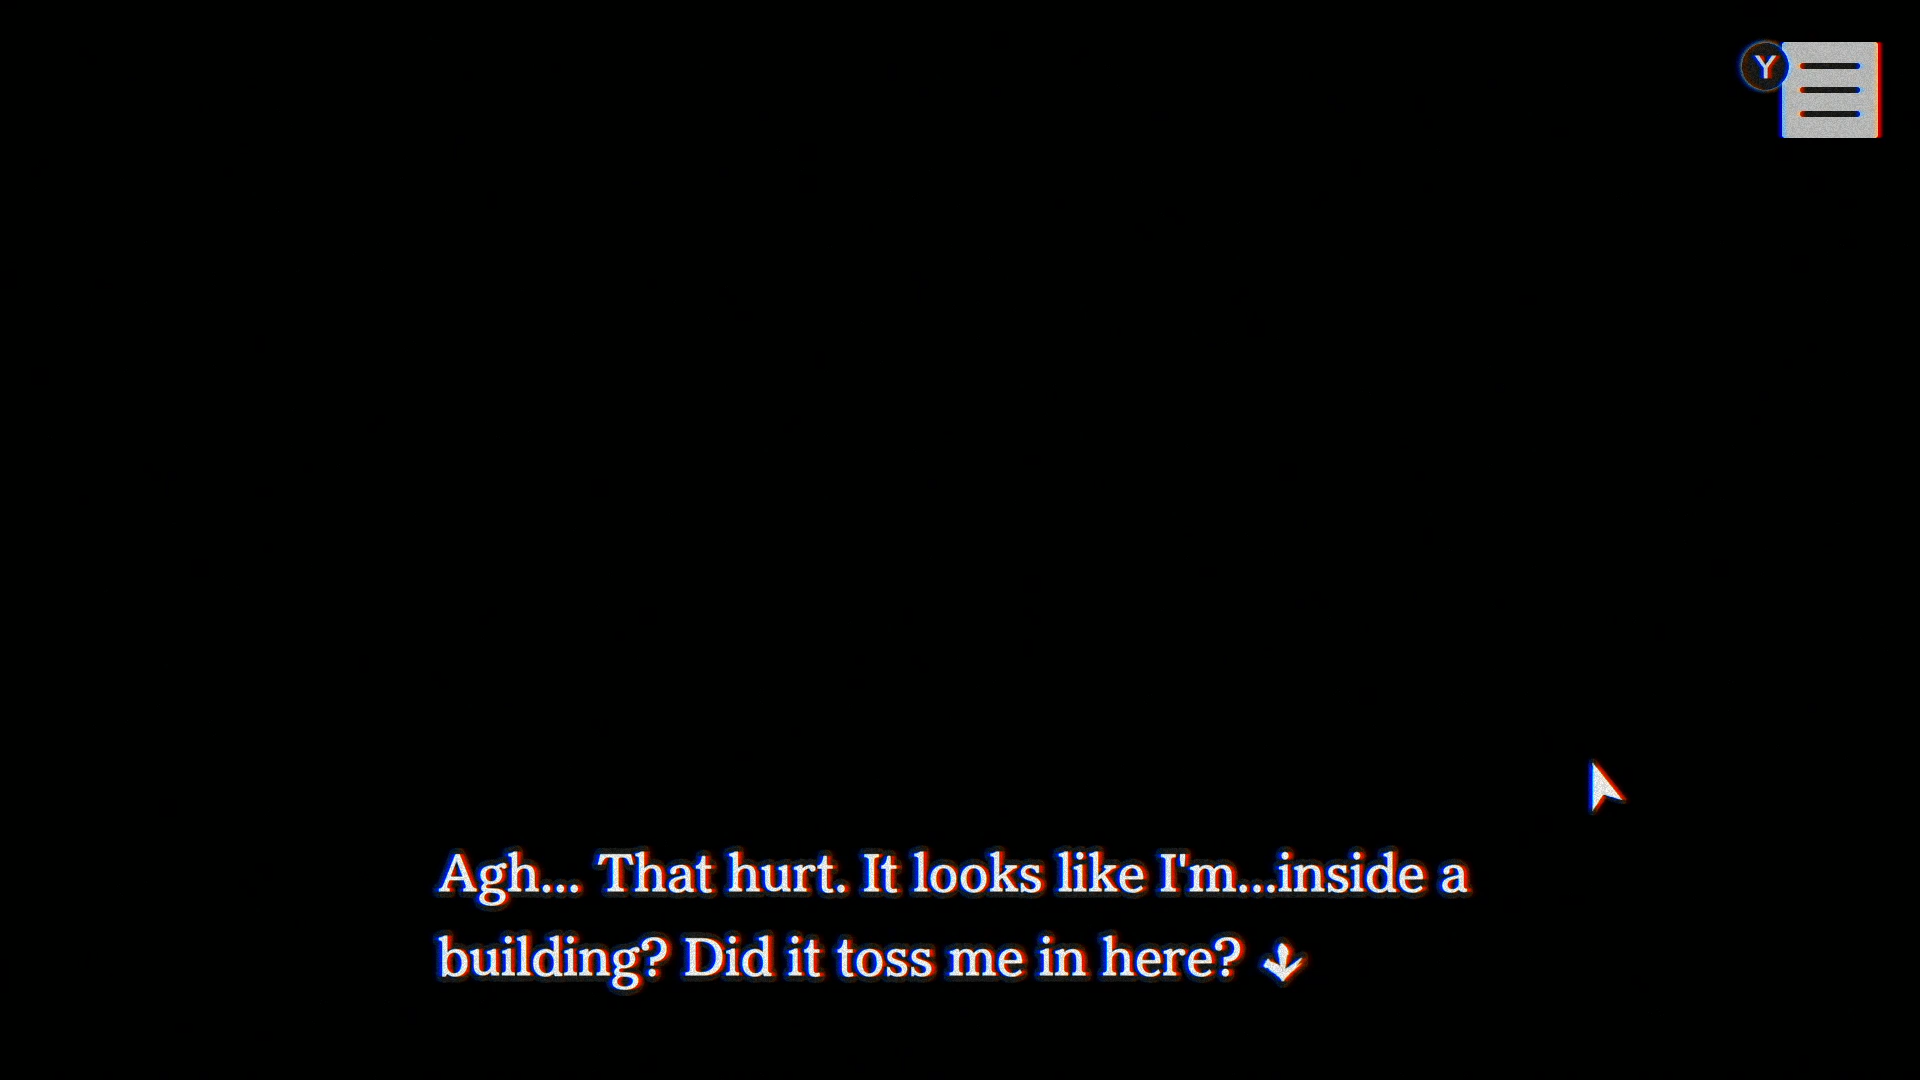 Y
Agh... That hurt. It looks like I'm...inside a
building? Did it toss me in here?